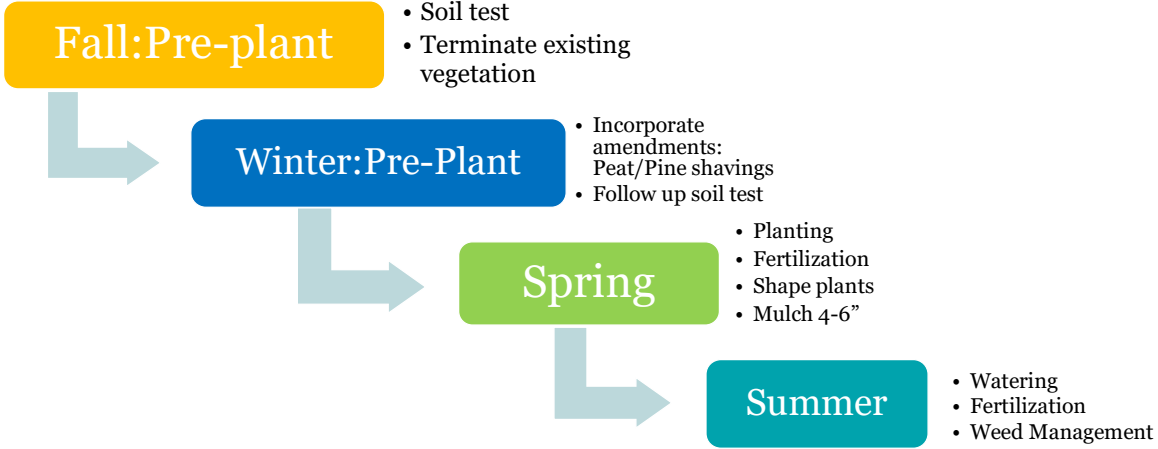 Fall:Pre-plant
• Soil test
• Terminate existing
vegetation
Winter:Pre-Plant
• Incorporate
amendments:
Peat/Pine shavings
• Follow up soil test
Spring
• Planting
• Fertilization
• Shape plants
• Mulch 4-6”
Summer
• Watering
• Fertilization
• Weed Management